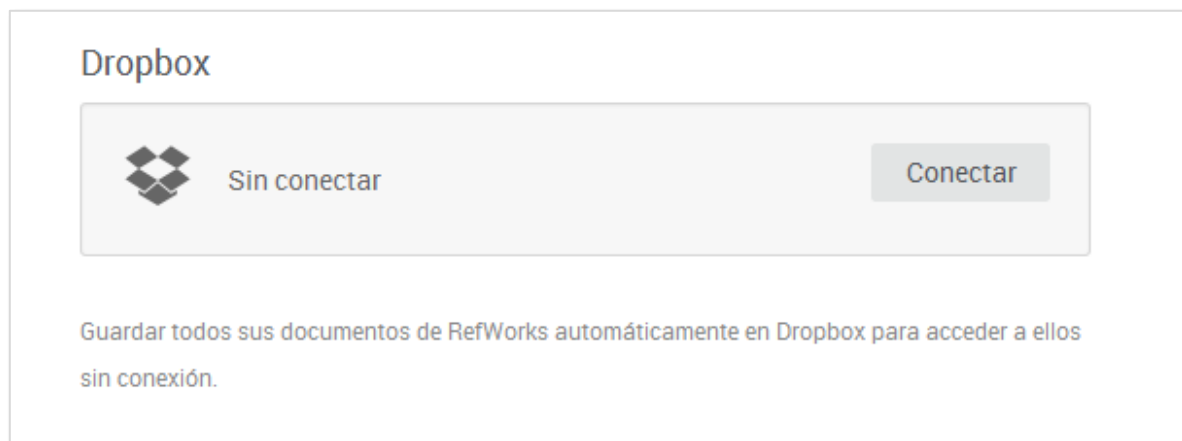 Dropbox
Sin conectar
Conectar
Guardar todos sus documentos de RefWorks automáticamente en Dropbox para acceder a ellos
sin conexión.